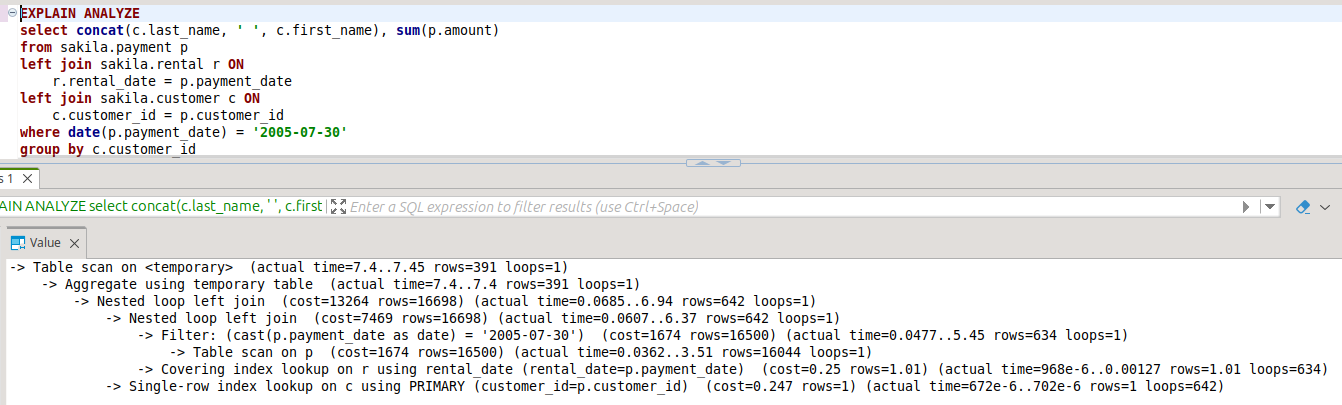 EXPLAIN ANALYZE
select concat(c.last_name, ' ', c.first_name), sum(p.amount)
from sakila.payment p
left join sakila.rental r ON
    r.rental_date = p.payment_date
left join sakila.customer c ON
    c.customer_id = p.customer_id
where date(p.payment_date) = '2005-07-30'
group by c.customer_id
s 1
AIN ANALYZE select concat(c.last_name, ' ', c.first Enter a SQL expression to filter results (use Ctrl+Space)
Value
-> Table scan on <temporary>  (actual time=7.4..7.45 rows=391 loops=1)
    -> Aggregate using temporary table  (actual time=7.4..7.4 rows=391 loops=1)
        -> Nested loop left join  (cost=13264 rows=16698) (actual time=0.0685..6.94 rows=642 loops=1)
            -> Nested loop left join  (cost=7469 rows=16698) (actual time=0.0607..6.37 rows=642 loops=1)
                -> Filter: (cast(p.payment_date as date) = '2005-07-30')  (cost=1674 rows=16500) (actual time=0.0477..5.45 rows=634 loops=1)
                    -> Table scan on p  (cost=1674 rows=16500) (actual time=0.0362..3.51 rows=16044 loops=1)
                -> Covering index lookup on r using rental_date (rental_date=p.payment_date)  (cost=0.25 rows=1.01) (actual time=968e-6..0.00127 rows=1.01 loops=634)
            -> Single-row index lookup on c using PRIMARY (customer_id=p.customer_id)  (cost=0.247 rows=1) (actual time=672e-6..702e-6 rows=1 loops=642)